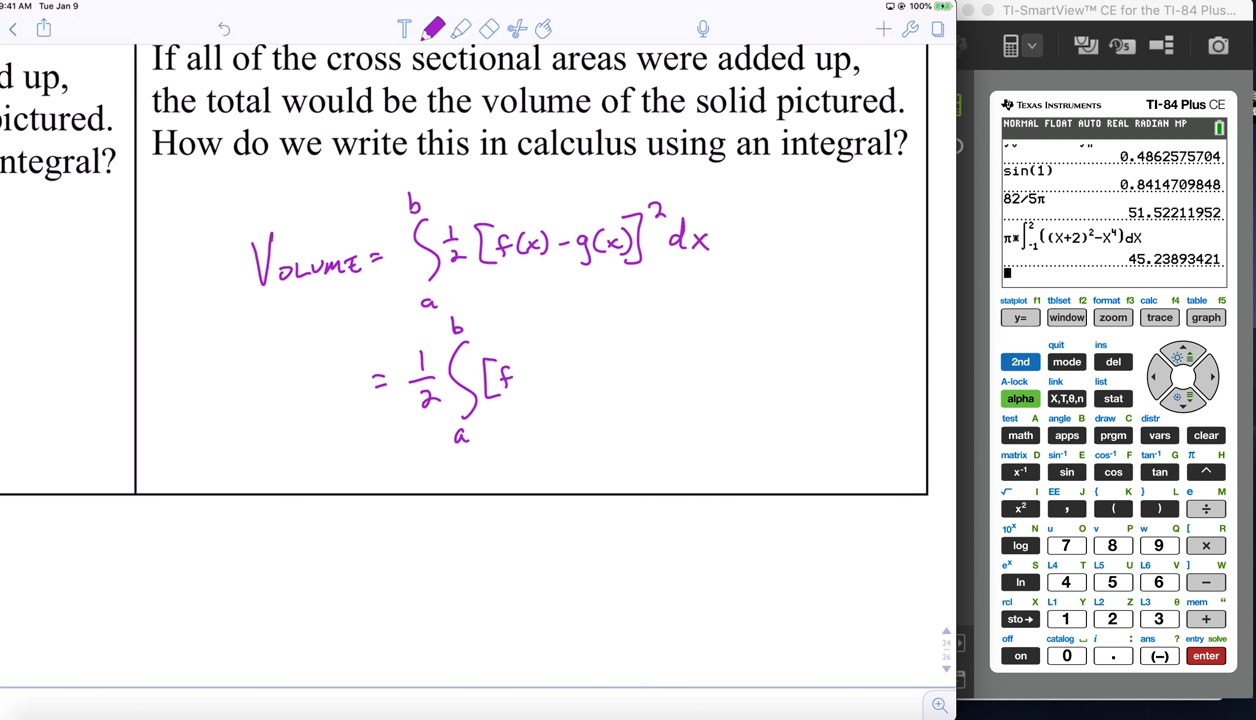 9:41 AM Tue Jan 9
100%
TI-SmartView™ CE for the TI-84 Plus...
d up,
ictured.
ntegral?
If all of the cross sectional areas were added up,
the total would be the volume of the solid pictured.
How do we write this in calculus using an integral?
VOLUME = ∫ₐᵇ 1/2 [f(x) - g(x)]² dx
= 1/2 ∫ₐᵇ [f
24
26
TEXAS INSTRUMENTS TI-84 Plus CE
NORMAL FLOAT AUTO REAL RADIAN MP
0.4862575704
sin(1)
0.8414709848
82/5π
51.52211952
π*∫₋₁²((X+2)²-X⁴)dX
45.23893421
statplot f1 tblset f2 format f3 calc f4 table f5
y= window zoom trace graph
quit ins
2nd mode del
A-lock link list
alpha X,T,θ,n stat
test A angle B draw C distr
math apps prgm vars clear
matrix D sin⁻¹ E cos⁻¹ F tan⁻¹ G π H
x⁻¹ sin cos tan ^
√ I EE J { K } L e M
x² , ( ) ÷
10ˣ N u O v P w Q [ R
log 7 8 9 ×
eˣ S L4 T L5 U L6 V ] W
ln 4 5 6 −
rcl X L1 Y L2 Z L3 θ mem "
sto→ 1 2 3 +
off catalog i : ans ? entry solve
on 0 . (−) enter